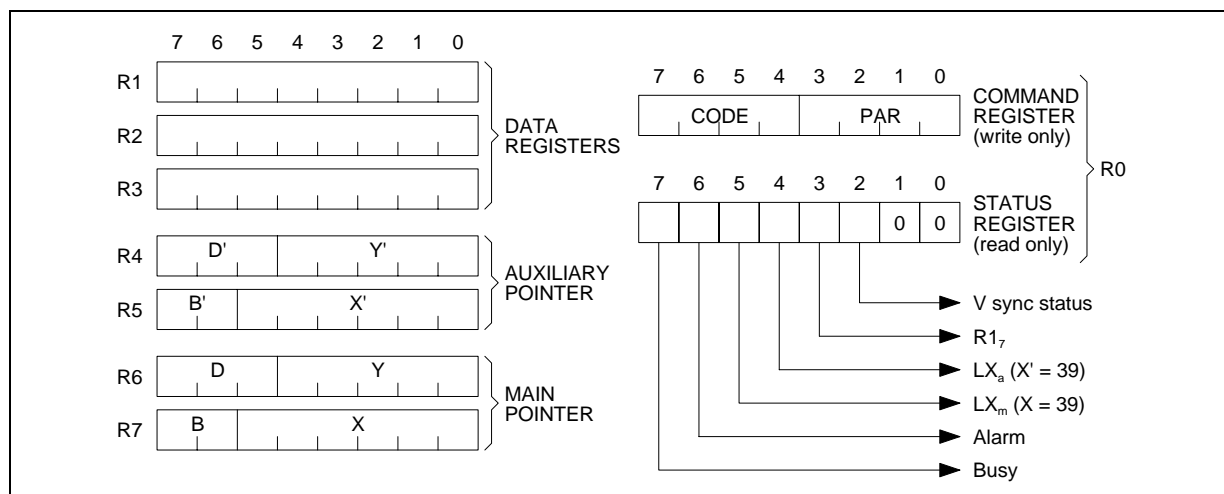 7 6 5 4 3 2 1 0
R1
R2
R3
DATA
REGISTERS
R4 D' Y'
R5 B' X'
AUXILIARY
POINTER
R6 D Y
R7 B X
MAIN
POINTER
7 6 5 4 3 2 1 0
CODE PAR
COMMAND
REGISTER
(write only)
R0
7 6 5 4 3 2 1 0
0 0
STATUS
REGISTER
(read only)
V sync status
R1₇
LXₐ (X' = 39)
LXₘ (X = 39)
Alarm
Busy